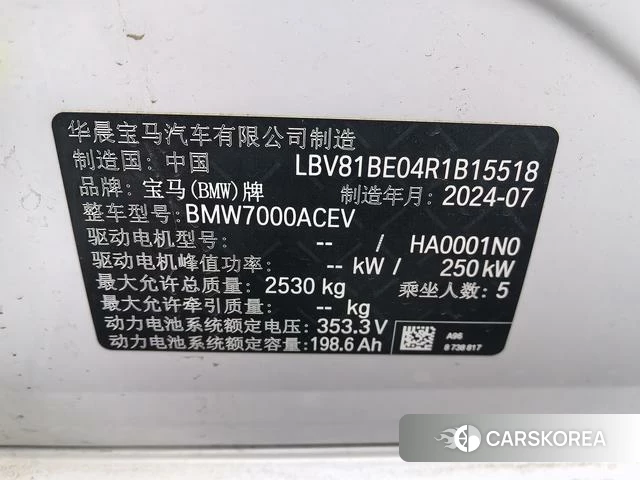 华晨宝马汽车有限公司制造
制造国：中国 LBV81BE04R1B15518
品牌：宝马(BMW)牌 制造年月：2024-07
整车型号：BMW7000ACEV
驱动电机型号： -- / HA0001N0
驱动电机峰值功率： -- kW / 250 kW
最大允许总质量：2530 kg 乘坐人数：5
最大允许牵引质量： -- kg
动力电池系统额定电压：353.3 V
动力电池系统额定容量：198.6 Ah
A96
8 738 817
CARSKOREA